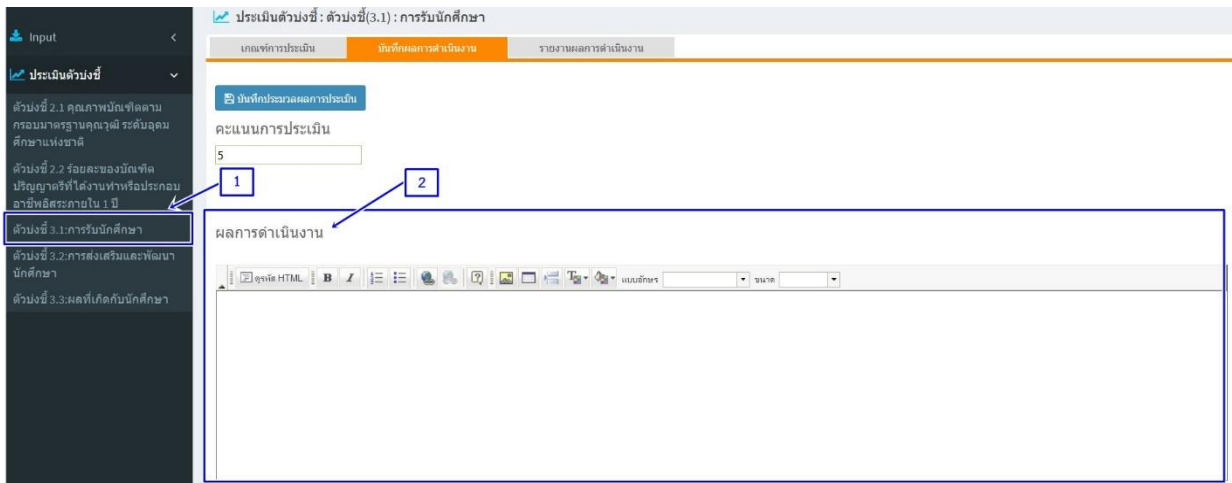 ประเมินตัวบ่งชี้ : ตัวบ่งชี้(3.1) : การรับนักศึกษา
Input
ประเมินตัวบ่งชี้
ตัวบ่งชี้ 2.1 คุณภาพบัณฑิตตาม
กรอบมาตรฐานคุณวุฒิ ระดับอุดม
ศึกษาแห่งชาติ
ตัวบ่งชี้ 2.2 ร้อยละของบัณฑิต
ปริญญาตรีที่ได้งานทำหรือประกอบ
อาชีพอิสระภายใน 1 ปี
ตัวบ่งชี้ 3.1:การรับนักศึกษา
ตัวบ่งชี้ 3.2:การส่งเสริมและพัฒนา
นักศึกษา
ตัวบ่งชี้ 3.3:ผลที่เกิดกับนักศึกษา
เกณฑ์การประเมิน บันทึกผลการดำเนินงาน รายงานผลการดำเนินงาน
บันทึกประมวลผลการประเมิน
คะแนนการประเมิน
5
1 2
ผลการดำเนินงาน
ดูรหัส HTML B I แบบอักษร ขนาด